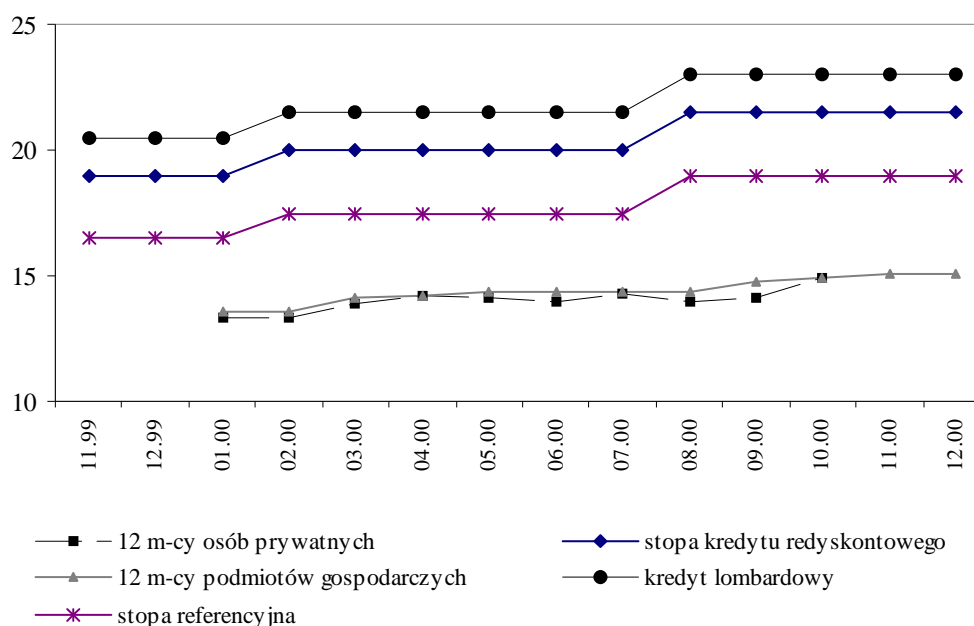 25
20
15
10
11.99 12.99 01.00 02.00 03.00 04.00 05.00 06.00 07.00 08.00 09.00 10.00 11.00 12.00
12 m-cy osób prywatnych
stopa kredytu redyskontowego
12 m-cy podmiotów gospodarczych
kredyt lombardowy
stopa referencyjna